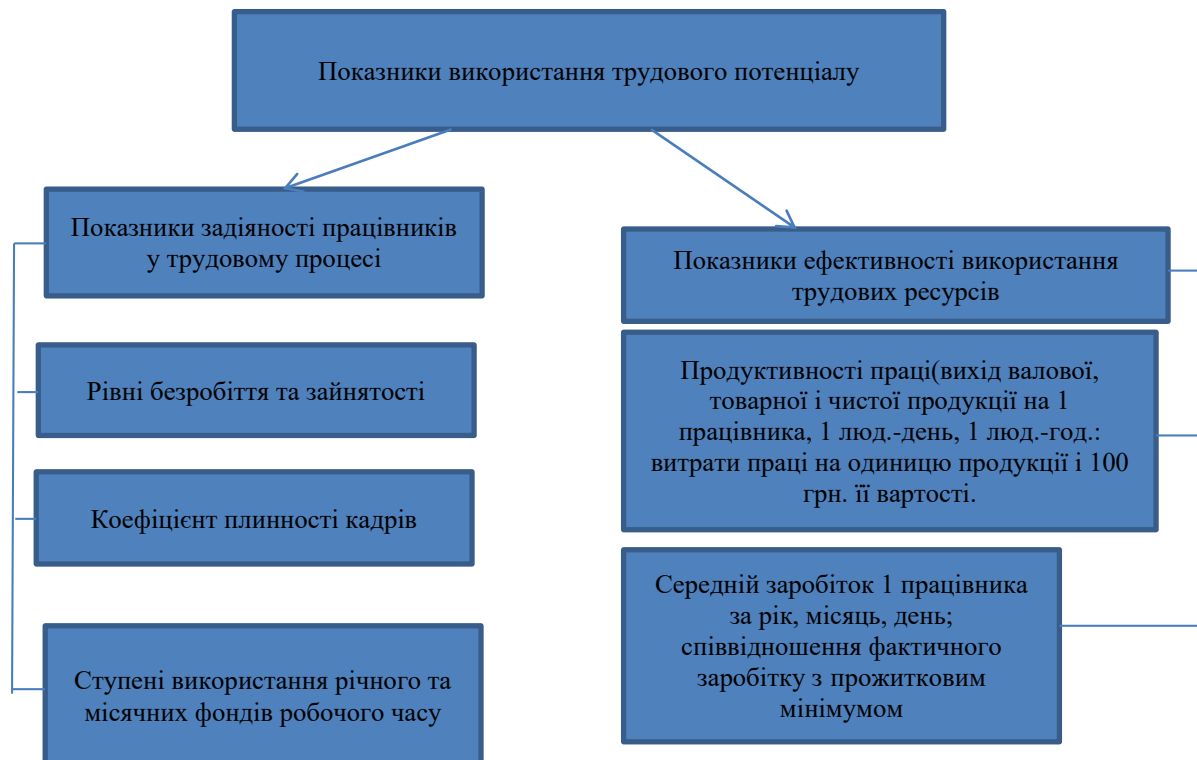 Показники використання трудового потенціалу
Показники задіяності працівників
у трудовому процесі
Рівні безробіття та зайнятості
Коефіцієнт плинності кадрів
Ступені використання річного та
місячних фондів робочого часу
Показники ефективності використання
трудових ресурсів
Продуктивності праці(вихід валової,
товарної і чистої продукції на 1
працівника, 1 люд.-день, 1 люд.-год.:
витрати праці на одиницю продукції і 100
грн. її вартості.
Середній заробіток 1 працівника
за рік, місяць, день;
співвідношення фактичного
заробітку з прожитковим
мінімумом